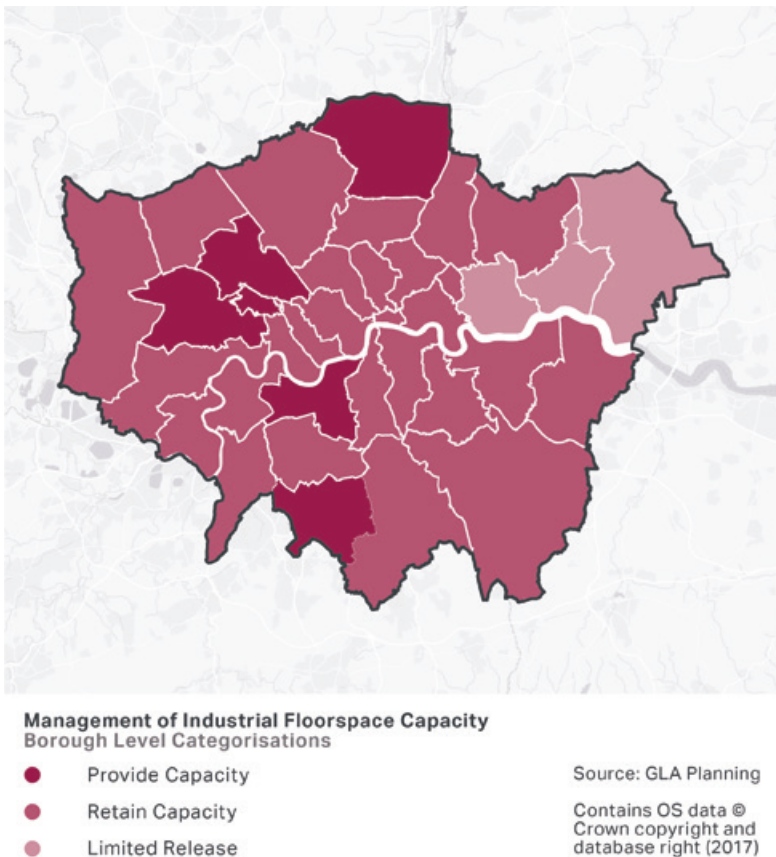 Management of Industrial Floorspace Capacity
Borough Level Categorisations
Provide Capacity
Retain Capacity
Limited Release
Source: GLA Planning
Contains OS data ©
Crown copyright and
database right (2017)